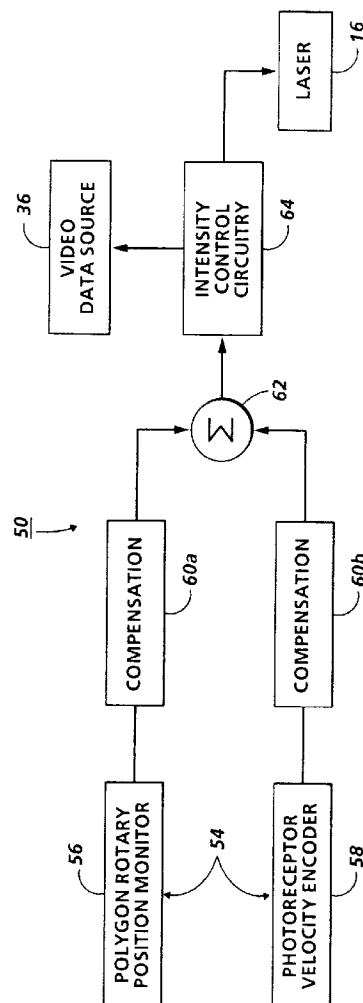 50
56
POLYGON ROTARY
POSITION MONITOR
54
PHOTORECEPTOR
VELOCITY ENCODER
58
COMPENSATION
60a
COMPENSATION
60b
Σ
62
36
VIDEO
DATA SOURCE
INTENSITY
CONTROL
CIRCUITRY
64
LASER
16